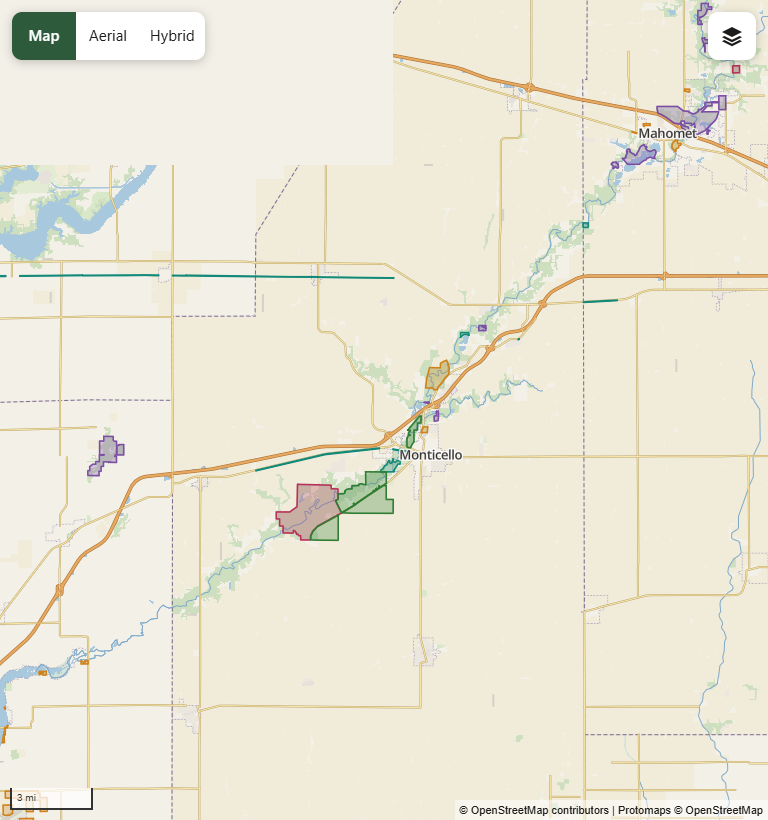 Map Aerial Hybrid
Mahomet
Monticello
3 mi
© OpenStreetMap contributors | Protomaps © OpenStreetMap